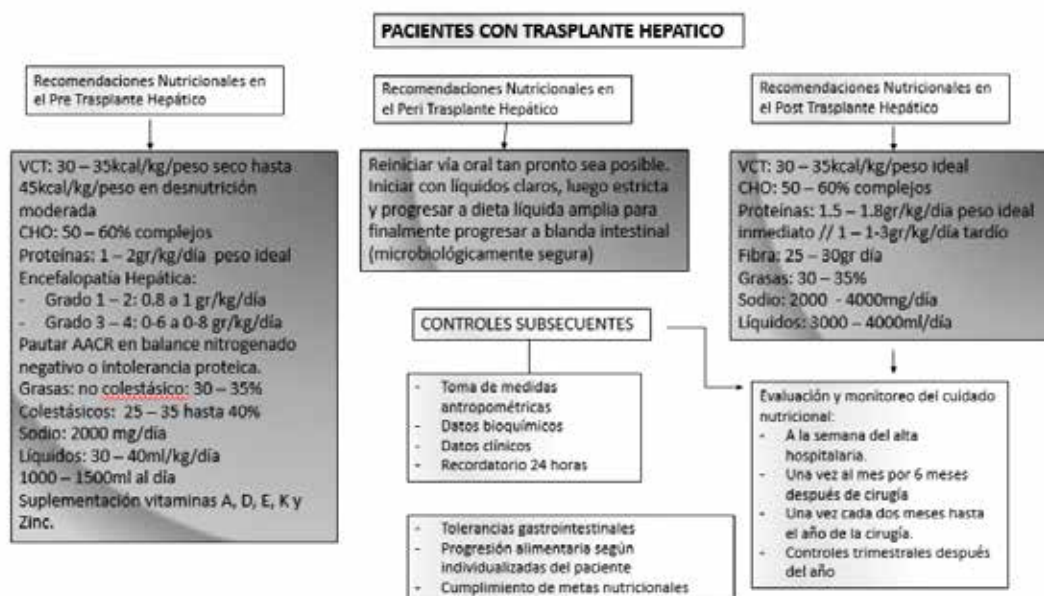 PACIENTES CON TRASPLANTE HEPATICO
Recomendaciones Nutricionales en
el Pre Trasplante Hepático
VCT: 30 – 35kcal/kg/peso seco hasta
45kcal/kg/peso en desnutrición
moderada
CHO: 50 – 60% complejos
Proteínas: 1 – 2gr/kg/día peso ideal
Encefalopatía Hepática:
- Grado 1 – 2: 0.8 a 1 gr/kg/día
- Grado 3 – 4: 0-6 a 0-8 gr/kg/día
Pautar AACR en balance nitrogenado
negativo o intolerancia proteica.
Grasas: no colestásico: 30 – 35%
Colestásicos: 25 – 35 hasta 40%
Sodio: 2000 mg/día
Líquidos: 30 – 40ml/kg/día
1000 – 1500ml al día
Suplementación vitaminas A, D, E, K y
Zinc.
Recomendaciones Nutricionales en
el Peri Trasplante Hepático
Reiniciar vía oral tan pronto sea posible.
Iniciar con líquidos claros, luego estricta
y progresar a dieta líquida amplia para
finalmente progresar a blanda intestinal
(microbiológicamente segura)
Recomendaciones Nutricionales en
el Post Trasplante Hepático
VCT: 30 – 35kcal/kg/peso ideal
CHO: 50 – 60% complejos
Proteínas: 1.5 – 1.8gr/kg/día peso ideal
inmediato // 1 – 1-3gr/kg/día tardío
Fibra: 25 – 30gr día
Grasas: 30 – 35%
Sodio: 2000 - 4000mg/día
Líquidos: 3000 – 4000ml/día
CONTROLES SUBSECUENTES
- Toma de medidas
antropométricas
- Datos bioquímicos
- Datos clínicos
- Recordatorio 24 horas
- Tolerancias gastrointestinales
- Progresión alimentaria según
individualizadas del paciente
- Cumplimiento de metas nutricionales
Evaluación y monitoreo del cuidado
nutricional:
- A la semana del alta
hospitalaria.
- Una vez al mes por 6 meses
después de cirugía
- Una vez cada dos meses hasta
el año de la cirugía.
- Controles trimestrales después
del año